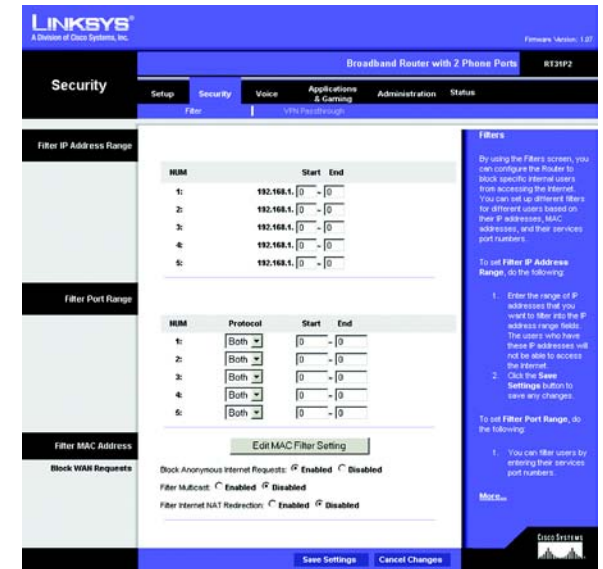 LINKSYS®
A Division of Cisco Systems, Inc.
Firmware Version: 1.07
Broadband Router with 2 Phone Ports RT31P2
Security
Setup Security Voice Applications & Gaming Administration Status
Filter | VPN Passthrough
Filter IP Address Range
NUM Start End
1: 192.168.1. 0 ~ 0
2: 192.168.1. 0 ~ 0
3: 192.168.1. 0 ~ 0
4: 192.168.1. 0 ~ 0
5: 192.168.1. 0 ~ 0
Filter Port Range
NUM Protocol Start End
1: Both 0 ~ 0
2: Both 0 ~ 0
3: Both 0 ~ 0
4: Both 0 ~ 0
5: Both 0 ~ 0
Filter MAC Address
Edit MAC Filter Setting
Block WAN Requests
Block Anonymous Internet Requests: Enabled Disabled
Filter Multicast: Enabled Disabled
Filter Internet NAT Redirection: Enabled Disabled
Save Settings Cancel Changes
Filters
By using the Filters screen, you
can configure the Router to
block specific internal users
from accessing the Internet.
You can set up different filters
for different users based on
their IP addresses, MAC
addresses, and their services
port numbers.
To set Filter IP Address
Range, do the following:
1. Enter the range of IP
addresses that you
want to filter into the IP
address range fields.
The users who have
these IP addresses will
not be able to access
the Internet.
2. Click the Save
Settings button to
save any changes.
To set Filter Port Range, do
the following:
1. You can filter users by
entering their services
port numbers.
More...
CISCO SYSTEMS